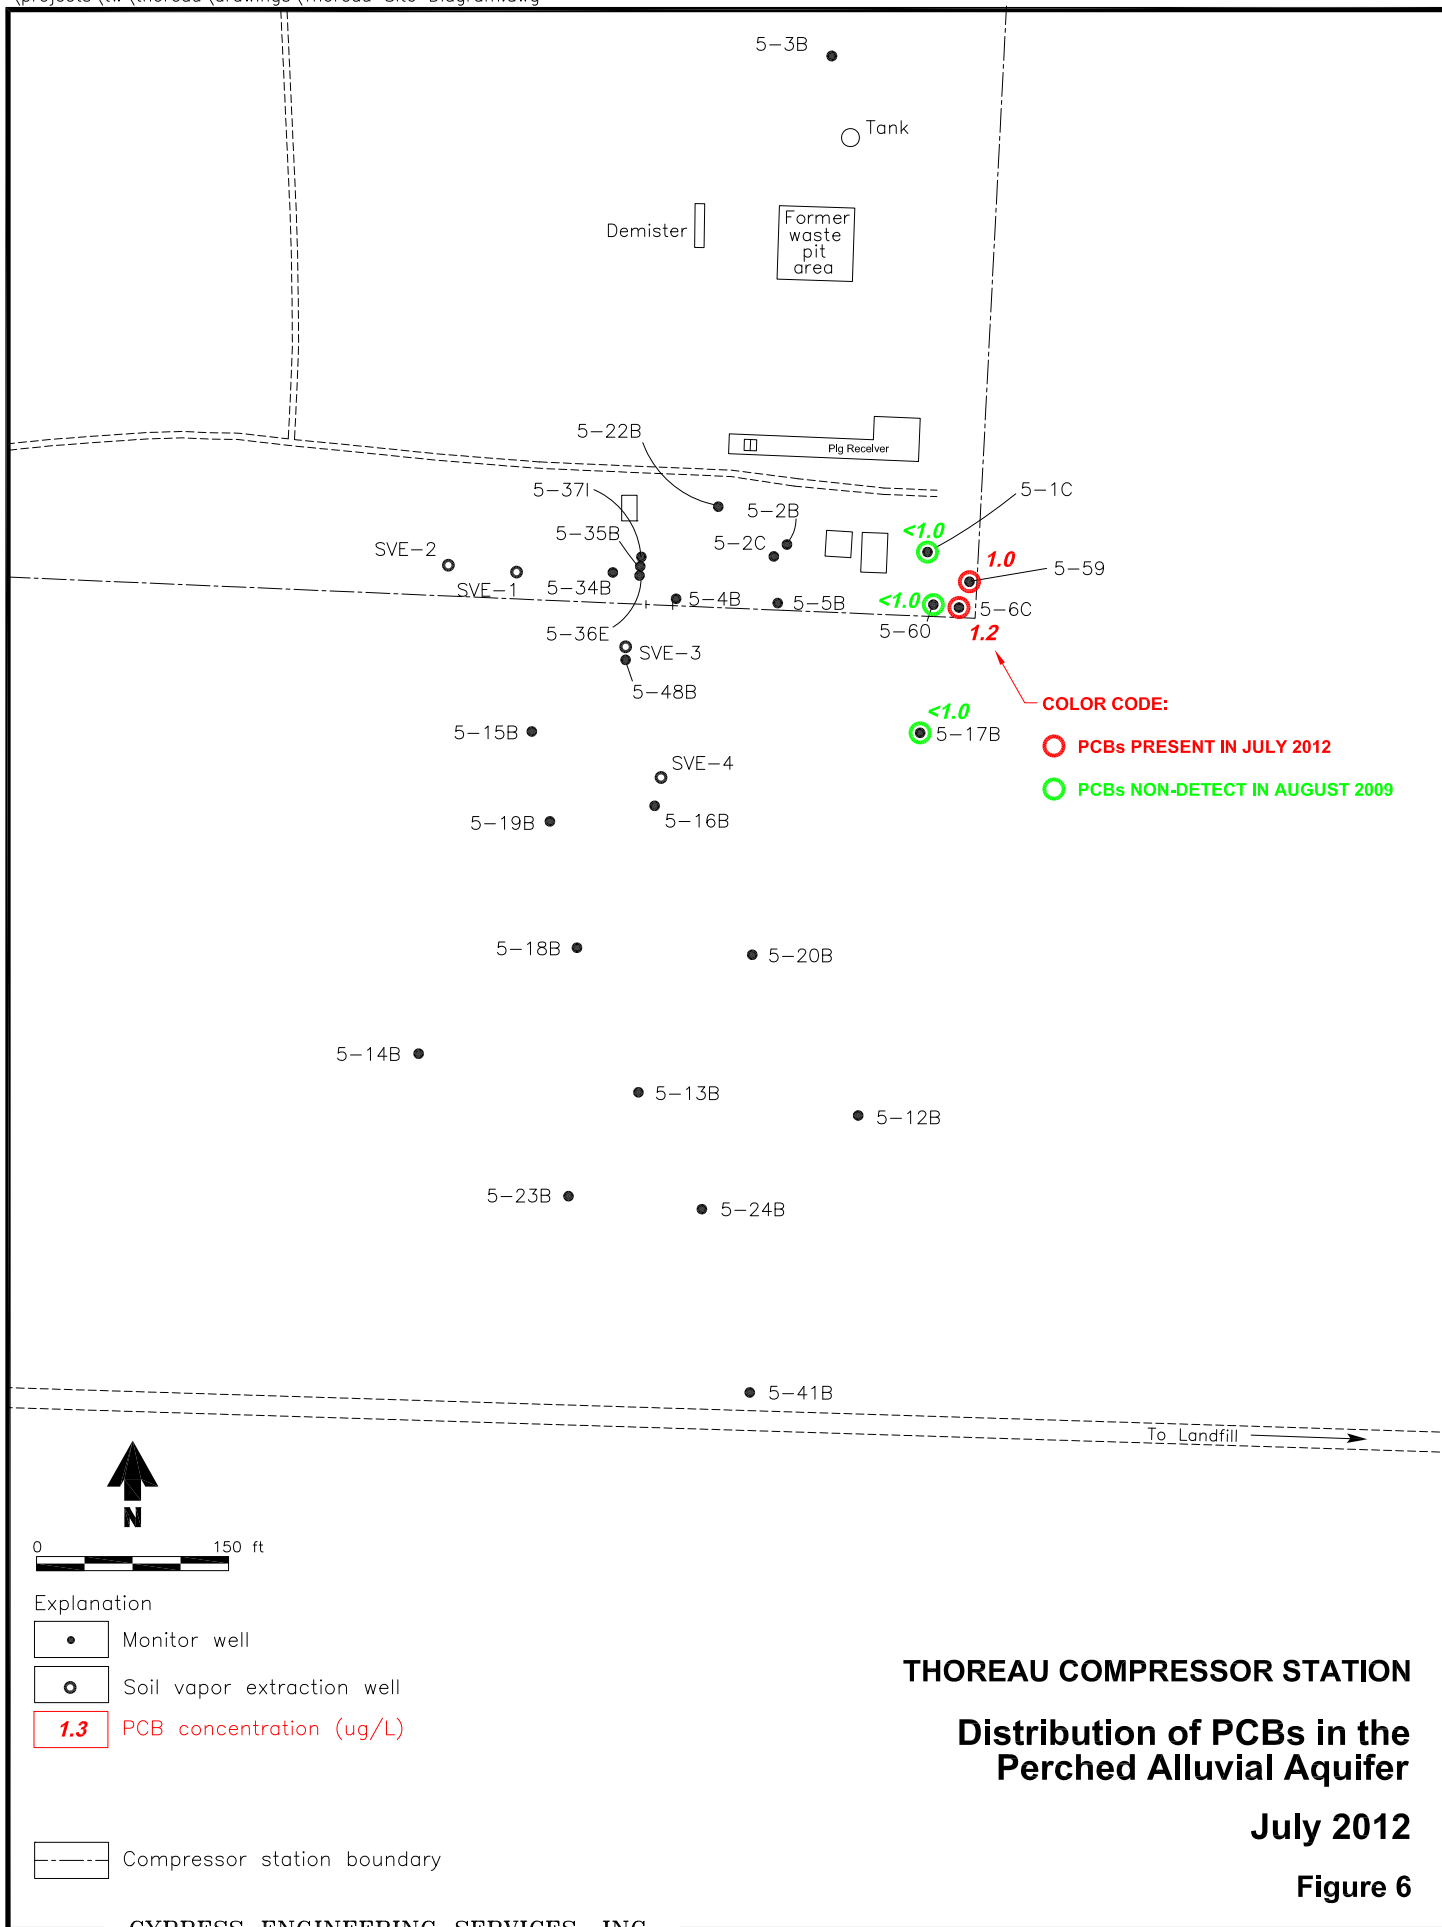 5-3B
Tank
Demister
Former
waste
pit
area
5-22B
Plg Receiver
5-37I
5-1C
5-2B
<1.0
5-35B
5-2C
SVE-2
1.0
5-59
SVE-1
5-34B
5-4B
5-5B
<1.0
5-6C
5-36E
5-60
1.2
SVE-3
5-48B
COLOR CODE:
<1.0
5-15B
5-17B
PCBs PRESENT IN JULY 2012
SVE-4
PCBs NON-DETECT IN AUGUST 2009
5-19B
5-16B
5-18B
5-20B
5-14B
5-13B
5-12B
5-23B
5-24B
5-41B
To Landfill
N
0 150 ft
Explanation
Monitor well
Soil vapor extraction well
1.3 PCB concentration (ug/L)
Compressor station boundary
THOREAU COMPRESSOR STATION
Distribution of PCBs in the
Perched Alluvial Aquifer
July 2012
Figure 6
CYPRESS ENGINEERING SERVICES, INC